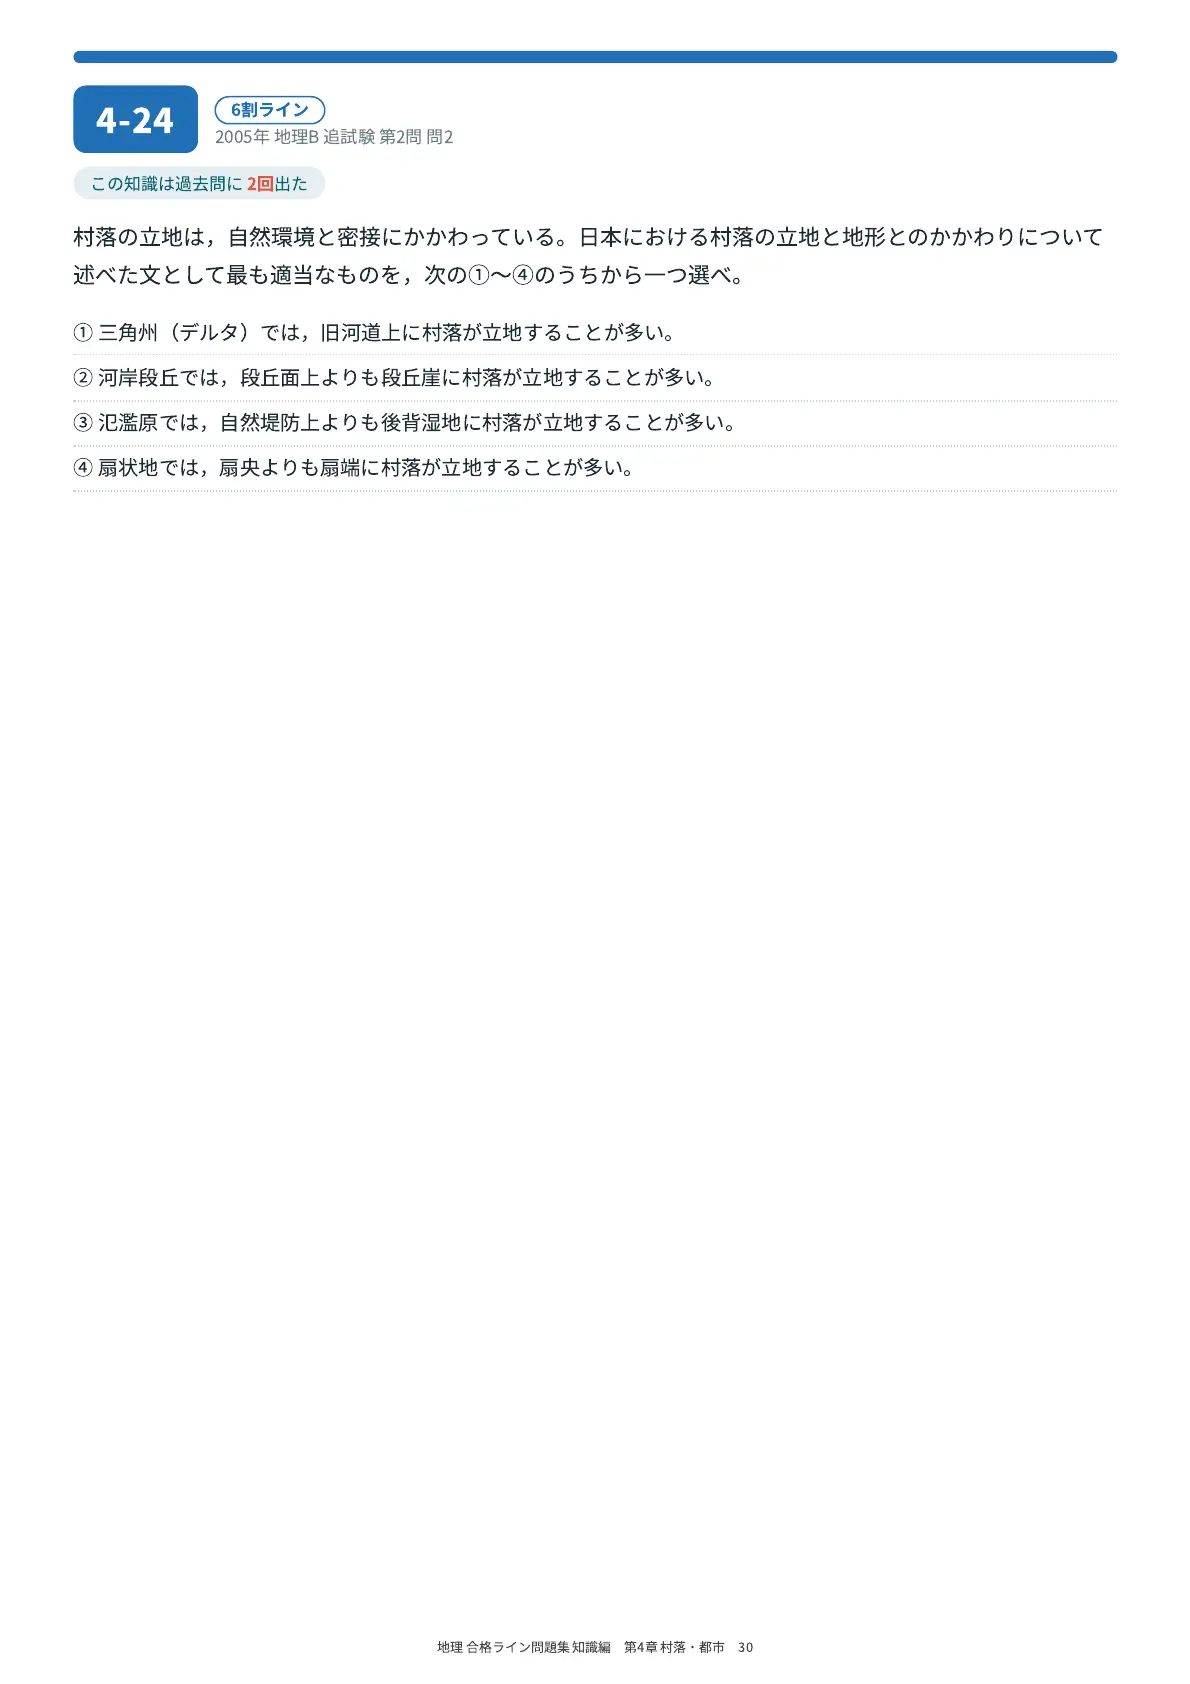 4-24
6割ライン
2005年 地理B 追試験 第2問 問2
この知識は過去問に 2回出た
村落の立地は，自然環境と密接にかかわっている。日本における村落の立地と地形とのかかわりについて
述べた文として最も適当なものを，次の①～④のうちから一つ選べ。
① 三角州（デルタ）では，旧河道上に村落が立地することが多い。
② 河岸段丘では，段丘面上よりも段丘崖に村落が立地することが多い。
③ 氾濫原では，自然堤防上よりも後背湿地に村落が立地することが多い。
④ 扇状地では，扇央よりも扇端に村落が立地することが多い。
地理 合格ライン問題集 知識編　第4章 村落・都市　30